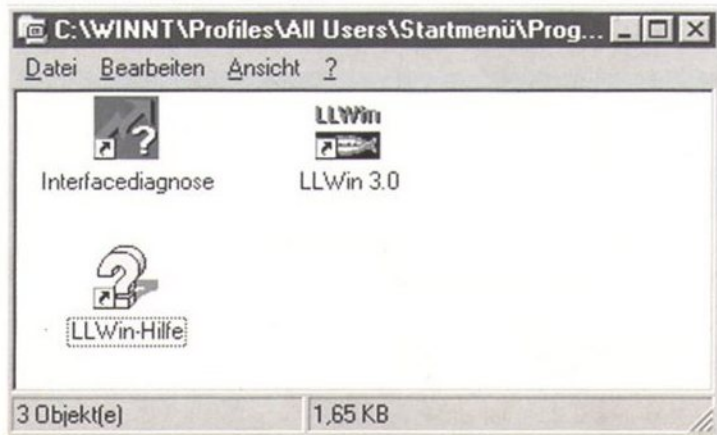 C:\WINNT\Profiles\All Users\Startmenü\Prog...
Datei Bearbeiten Ansicht ?
LLWin
Interfacediagnose LLWin 3.0
LLWin-Hilfe
3 Objekt(e) 1,65 KB